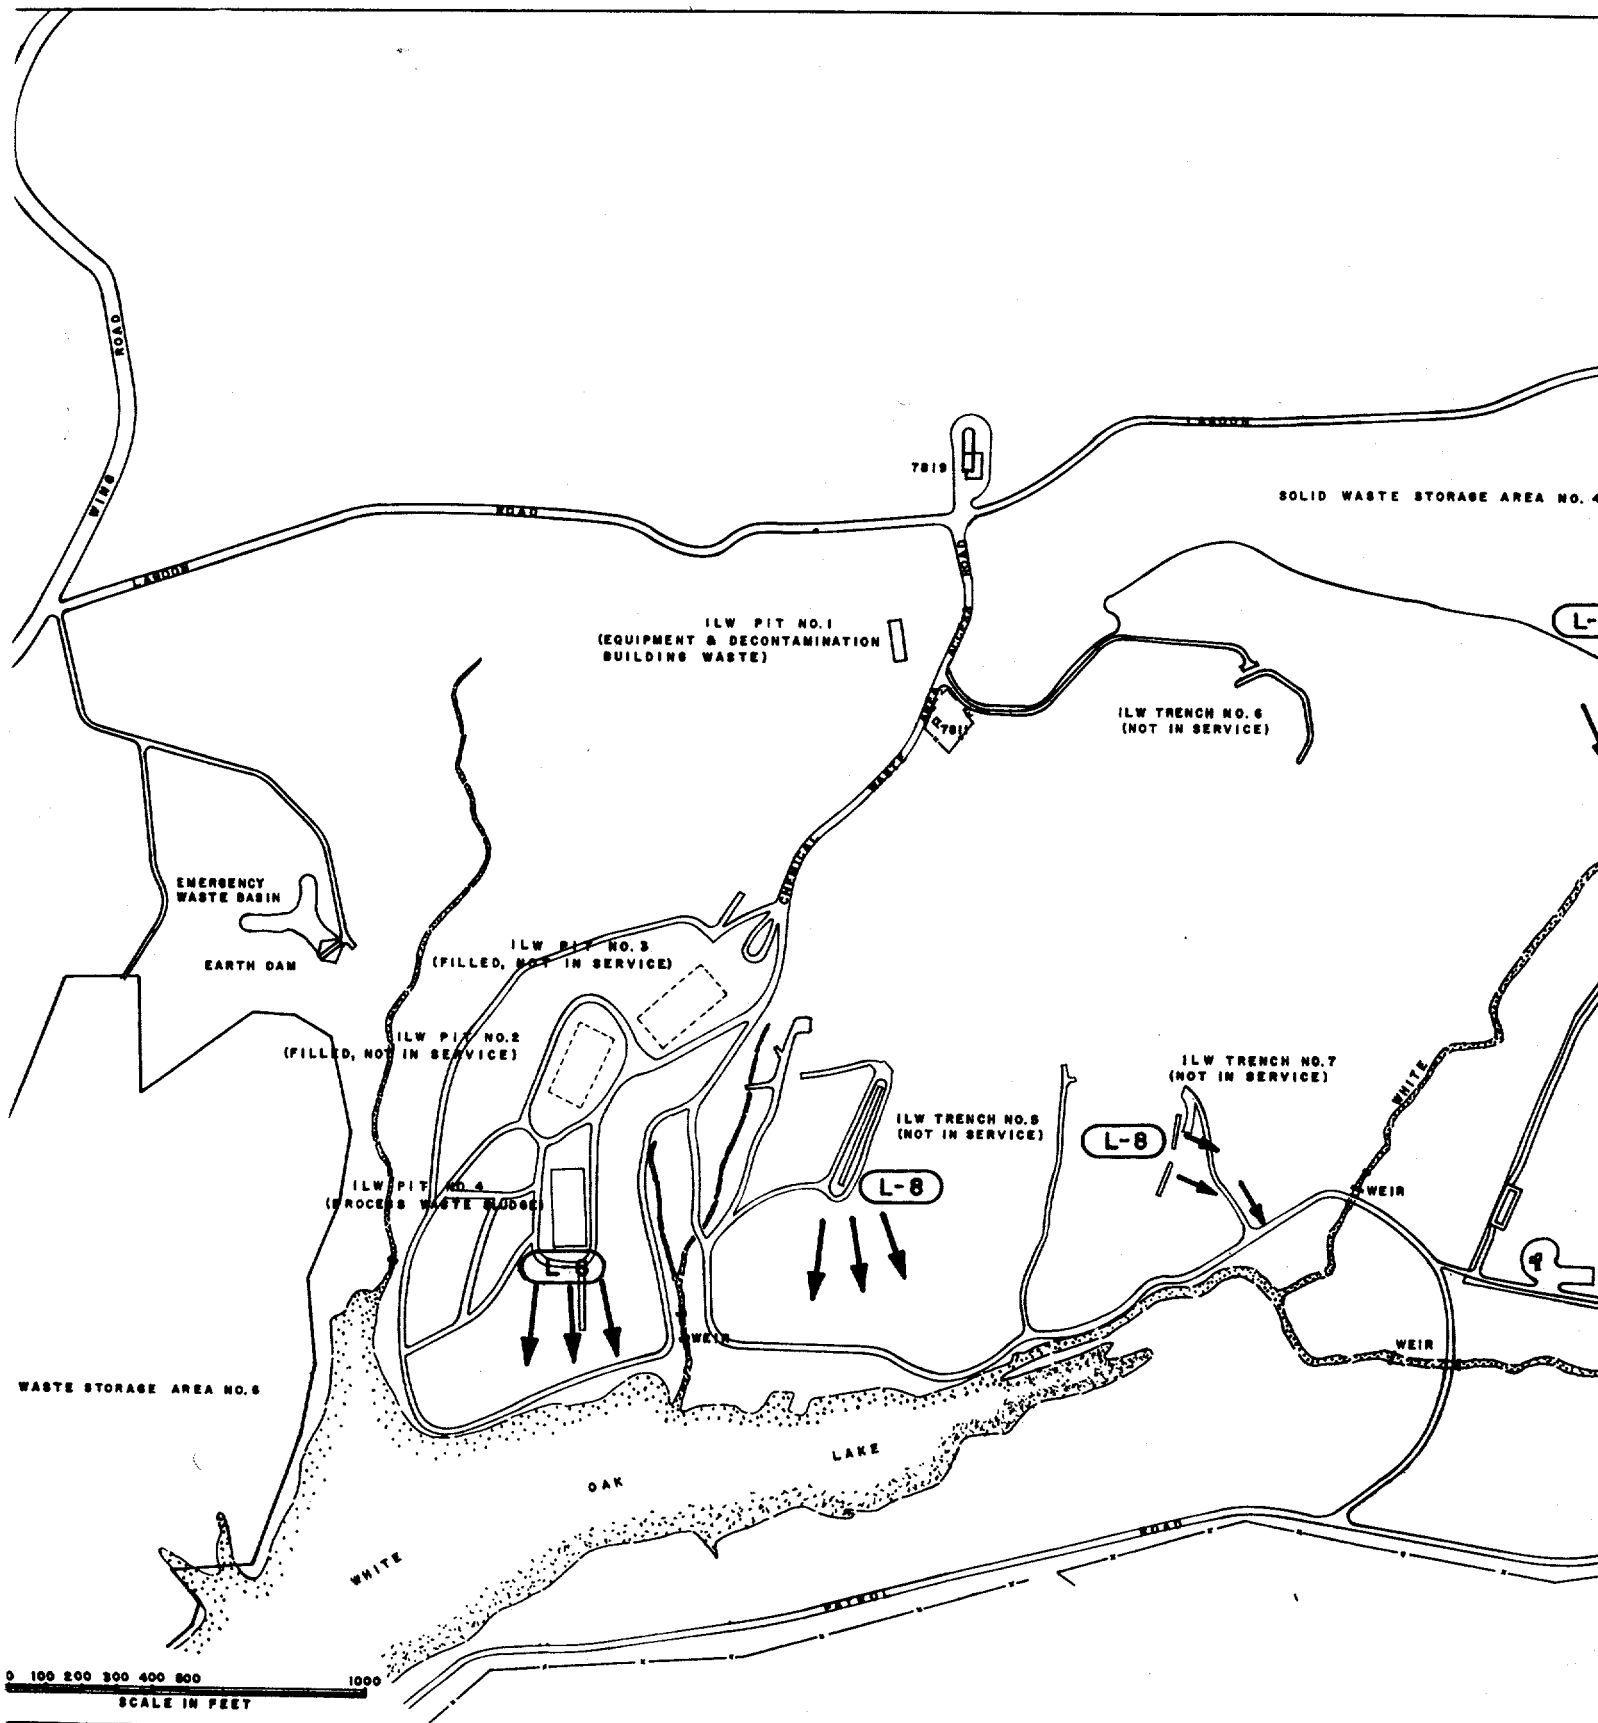 ROAD
WING
LAGOON
ROAD
LAGOON
7819
SOLID WASTE STORAGE AREA NO. 4
ROAD
ACCESS
AREA
WASTE
CHEMICAL
ILW PIT NO.1
(EQUIPMENT & DECONTAMINATION
BUILDING WASTE)
L-
7811
ILW TRENCH NO. 6
(NOT IN SERVICE)
EMERGENCY
WASTE BASIN
EARTH DAM
ILW PIT NO. 3
(FILLED, NOT IN SERVICE)
ILW PIT NO.2
(FILLED, NOT IN SERVICE)
ILW TRENCH NO.7
(NOT IN SERVICE)
WHITE
ILW TRENCH NO.5
(NOT IN SERVICE)
L-8
L-8
ILW PIT NO. 4
(PROCESS WASTE SLUDGE)
WEIR
L-8
WEIR
WEIR
WASTE STORAGE AREA NO. 6
LAKE
OAK
WHITE
ROAD
PATROL
0 100 200 300 400 500 1000
SCALE IN FEET